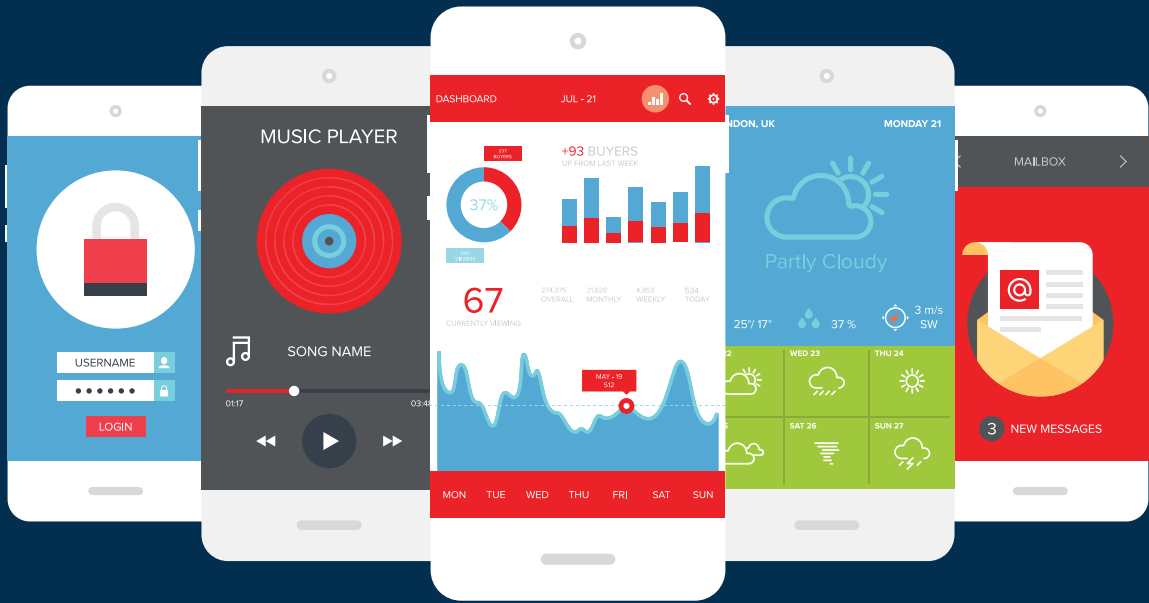 USERNAME
LOGIN
MUSIC PLAYER
SONG NAME
01:17
03:48
DASHBOARD
JUL - 21
237
BUYERS
37%
VIEWERS
+93 BUYERS
UP FROM LAST WEEK
67
CURRENTLY VIEWING
274,375
OVERALL
21,628
MONTHLY
4,953
WEEKLY
534
TODAY
MAY - 19
512
MON TUE WED THU FRI SAT SUN
NDON, UK
MONDAY 21
Partly Cloudy
25°/ 17°
37 %
3 m/s
SW
WED 23
THU 24
SAT 26
SUN 27
MAILBOX
@
3 NEW MESSAGES